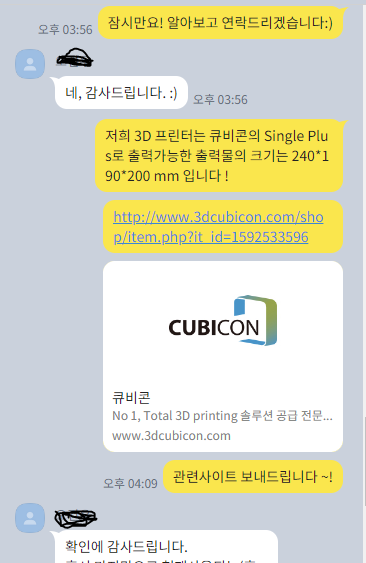 잠시만요! 알아보고 연락드리겠습니다:)
오후 03:56
네, 감사드립니다. :)
오후 03:56
저희 3D 프린터는 큐비콘의 Single Plu
s로 출력가능한 출력물의 크기는 240*1
90*200 mm 입니다 !
http://www.3dcubicon.com/sho
p/item.php?it_id=1592533596
CUBICON
큐비콘
No 1, Total 3D printing 솔루션 공급 전문...
www.3dcubicon.com
관련사이트 보내드립니다 ~!
오후 04:09
확인에 감사드립니다.